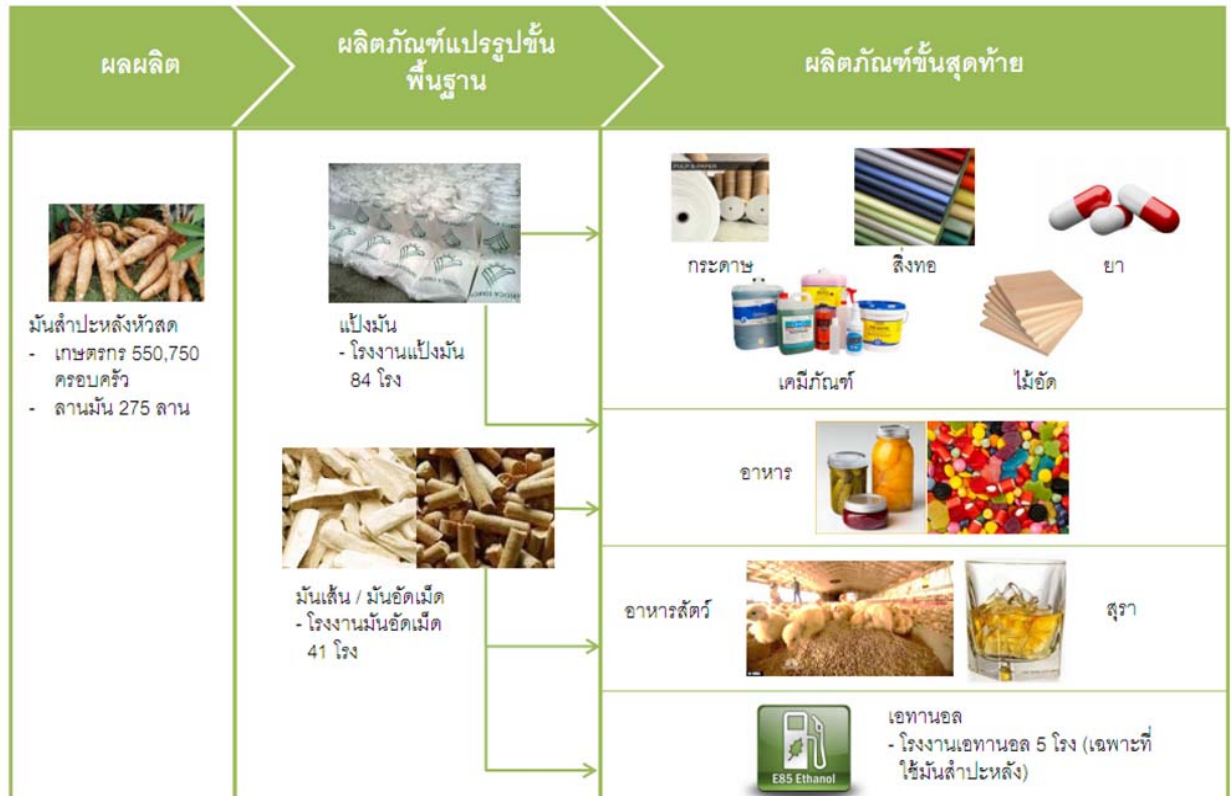 ผลผลิต
ผลิตภัณฑ์แปรรูปขั้น
พื้นฐาน
ผลิตภัณฑ์ขั้นสุดท้าย
มันสำปะหลังหัวสด
- เกษตรกร 550,750
ครอบครัว
- ลานมัน 275 ลาน
แป้งมัน
- โรงงานแป้งมัน
84 โรง
มันเส้น / มันอัดเม็ด
- โรงงานมันอัดเม็ด
41 โรง
PULP & PAPER
กระดาษ
สิ่งทอ
ยา
เคมีภัณฑ์
ไม้อัด
อาหาร
อาหารสัตว์
สุรา
E85 Ethanol
เอทานอล
- โรงงานเอทานอล 5 โรง (เฉพาะที่
ใช้มันสำปะหลัง)